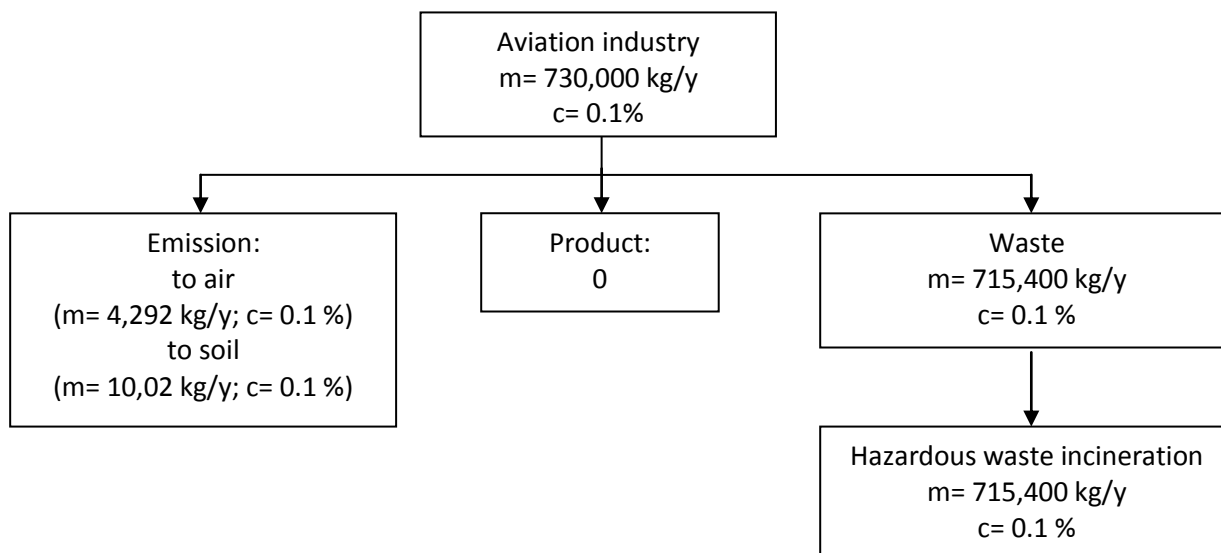 Aviation industry
m= 730,000 kg/y
c= 0.1%
Emission:
to air
(m= 4,292 kg/y; c= 0.1 %)
to soil
(m= 10,02 kg/y; c= 0.1 %)
Product:
0
Waste
m= 715,400 kg/y
c= 0.1 %
Hazardous waste incineration
m= 715,400 kg/y
c= 0.1 %